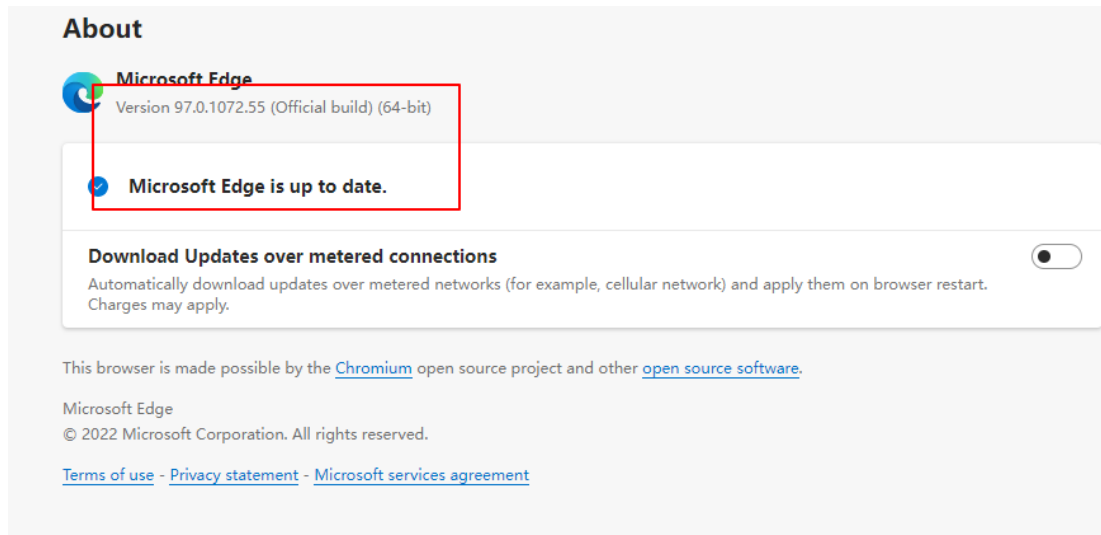 About
Microsoft Edge
Version 97.0.1072.55 (Official build) (64-bit)
Microsoft Edge is up to date.
Download Updates over metered connections
Automatically download updates over metered networks (for example, cellular network) and apply them on browser restart.
Charges may apply.
This browser is made possible by the Chromium open source project and other open source software.
Microsoft Edge
© 2022 Microsoft Corporation. All rights reserved.
Terms of use - Privacy statement - Microsoft services agreement